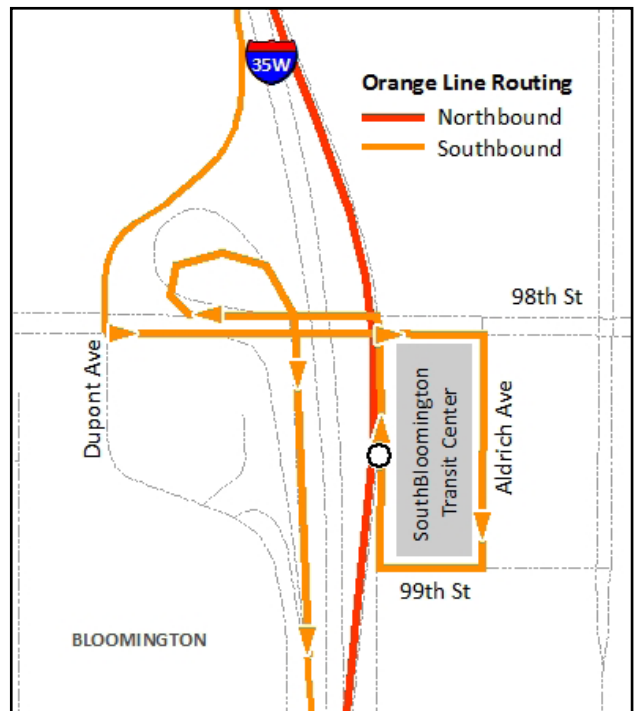 35W
Orange Line Routing
Northbound
Southbound
98th St
Dupont Ave
SouthBloomington
Transit Center
Aldrich Ave
99th St
BLOOMINGTON